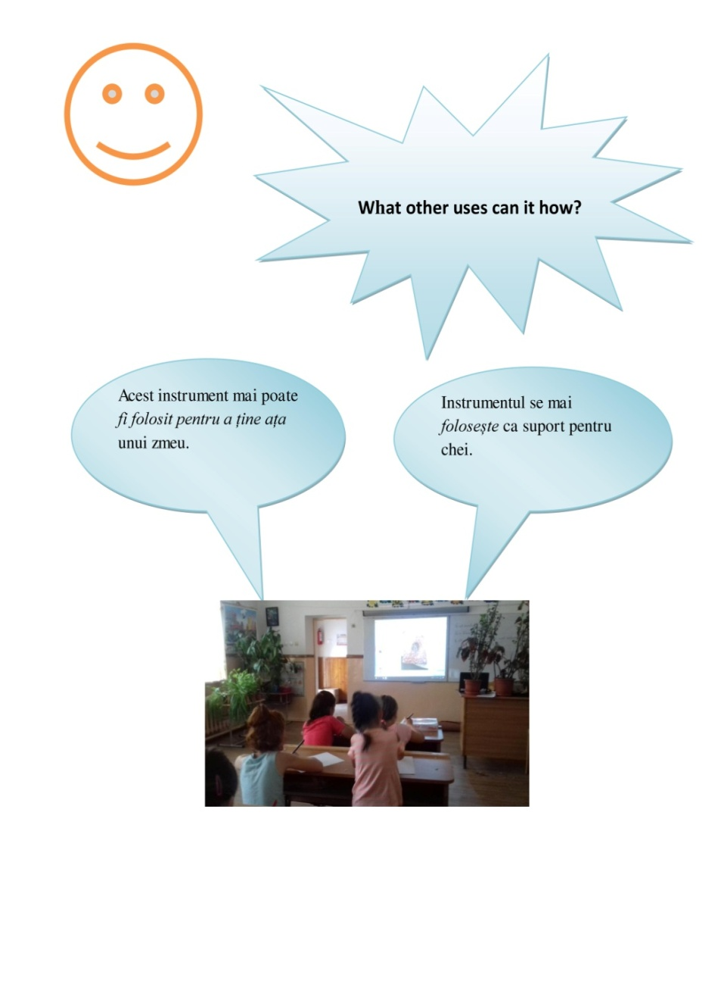 What other uses can it how?
Acest instrument mai poate
fi folosit pentru a ține ața
unui zmeu.
Instrumentul se mai
folosește ca suport pentru
chei.